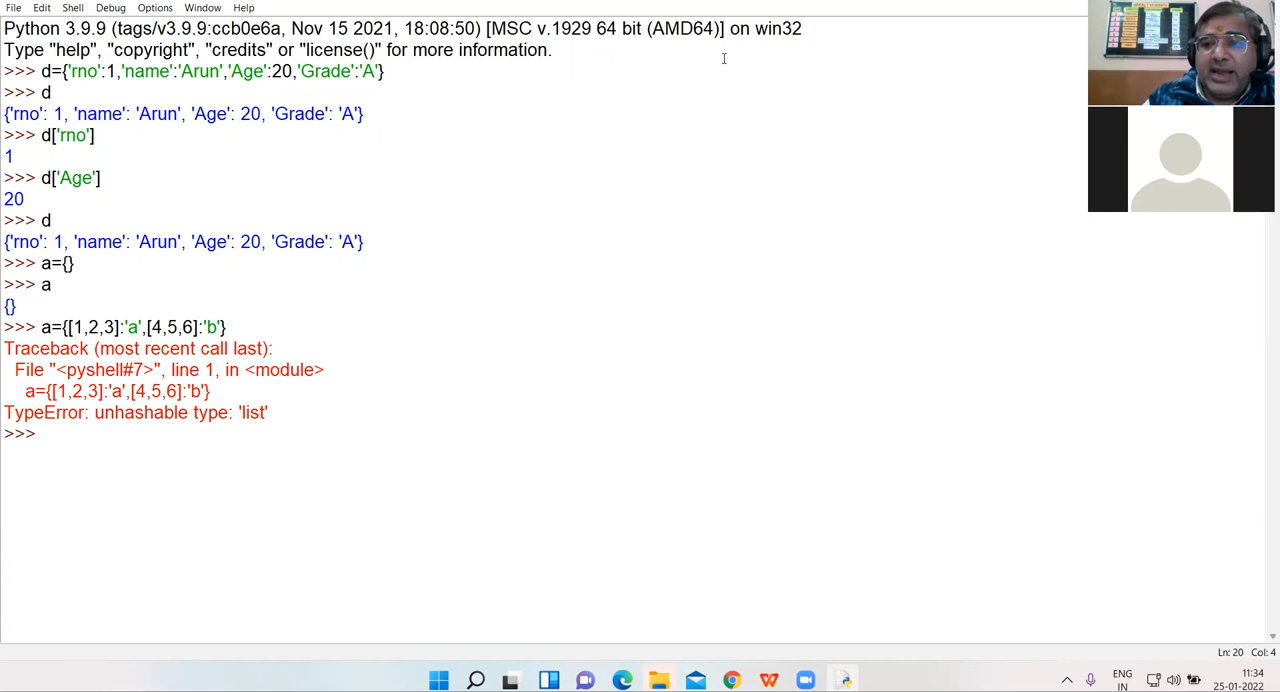 File Edit Shell Debug Options Window Help
Python 3.9.9 (tags/v3.9.9:ccb0e6a, Nov 15 2021, 18:08:50) [MSC v.1929 64 bit (AMD64)] on win32
Type "help", "copyright", "credits" or "license()" for more information.
>>> d={'rno':1,'name':'Arun','Age':20,'Grade':'A'}
>>> d
{'rno': 1, 'name': 'Arun', 'Age': 20, 'Grade': 'A'}
>>> d['rno']
1
>>> d['Age']
20
>>> d
{'rno': 1, 'name': 'Arun', 'Age': 20, 'Grade': 'A'}
>>> a={}
>>> a
{}
>>> a={[1,2,3]:'a',[4,5,6]:'b'}
Traceback (most recent call last):
File "<pyshell#7>", line 1, in <module>
a={[1,2,3]:'a',[4,5,6]:'b'}
TypeError: unhashable type: 'list'
>>>
Ln: 20 Col: 4
ENG
IN
11:34
25-01-2022